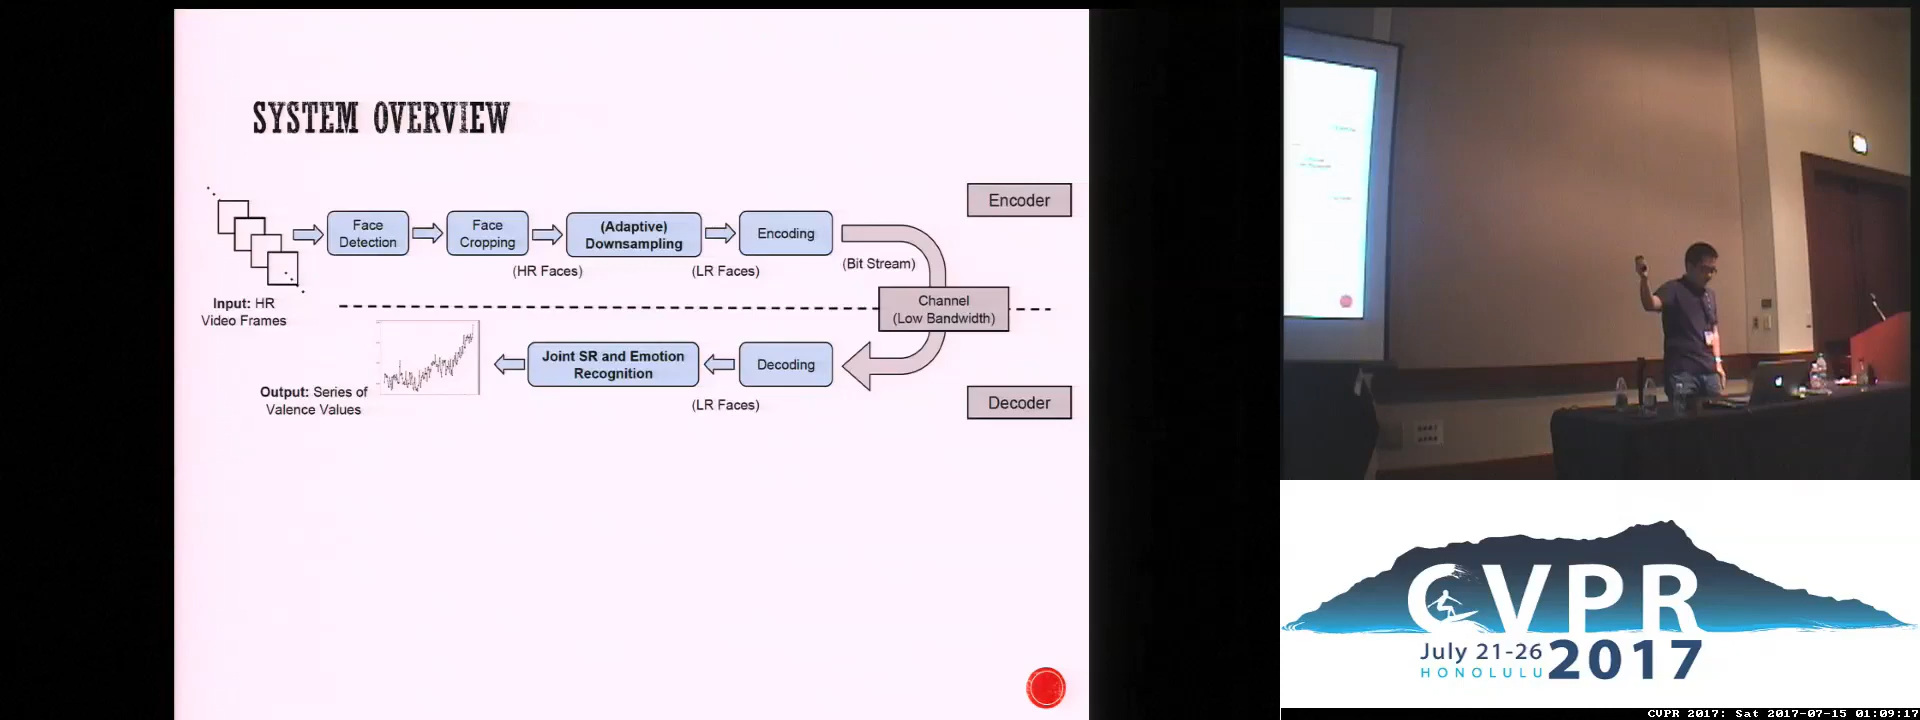 SYSTEM OVERVIEW
Encoder
Face
Detection
Face
Cropping
(Adaptive)
Downsampling
Encoding
(HR Faces)
(LR Faces)
(Bit Stream)
Input: HR
Video Frames
Channel
(Low Bandwidth)
Joint SR and Emotion
Recognition
Decoding
Output: Series of
Valence Values
(LR Faces)
Decoder
CVPR
July 21-26
HONOLULU
2017
CVPR 2017: Sat 2017-07-15 01:09:17